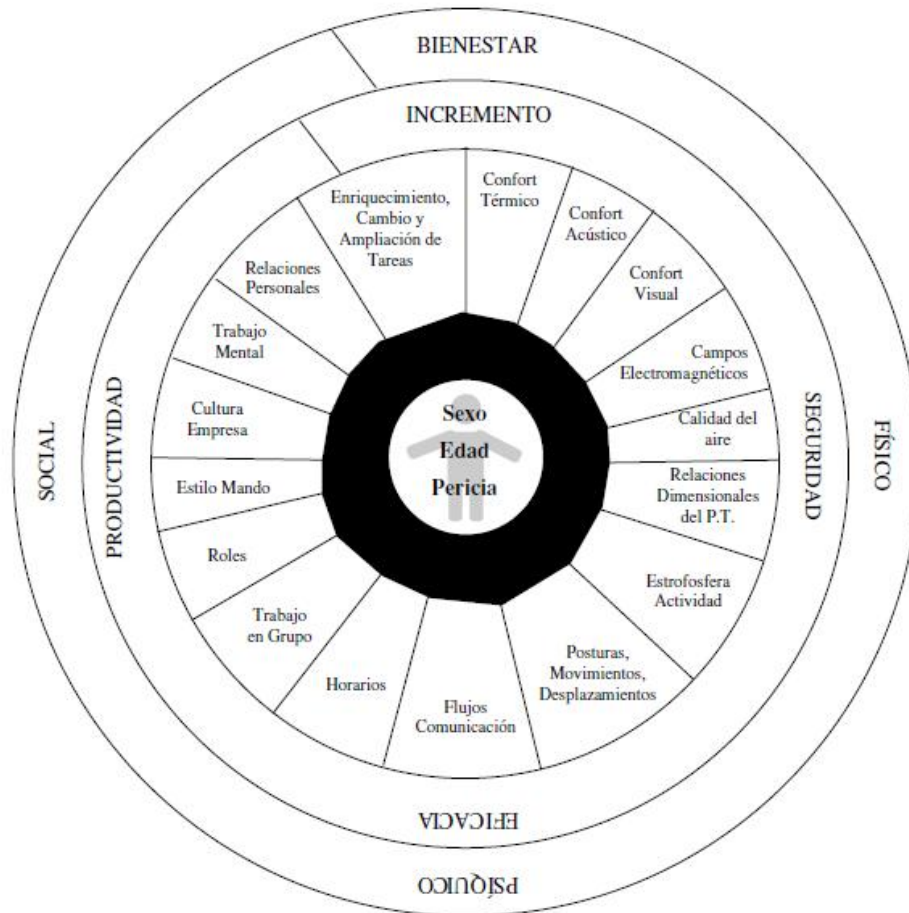 BIENESTAR
INCREMENTO
Enriquecimiento,
Cambio y
Ampliación de
Tareas
Confort
Térmico
Confort
Acústico
Confort
Visual
Campos
Electromagnéticos
Calidad del
aire
Relaciones
Dimensionales
del P.T.
Estrofosfera
Actividad
Posturas,
Movimientos,
Desplazamientos
Flujos
Comunicación
Horarios
Trabajo
en Grupo
Roles
Estilo Mando
Cultura
Empresa
Trabajo
Mental
Relaciones
Personales
Sexo
Edad
Pericia
SEGURIDAD
FÍSICO
EFICACIA
PSÍQUICO
PRODUCTIVIDAD
SOCIAL